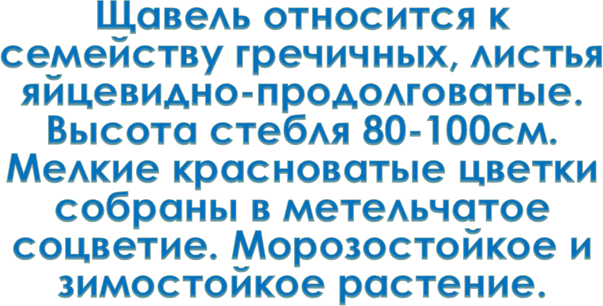 Щавель относится к
семейству гречичных, листья
яйцевидно-продолговатые.
Высота стебля 80-100см.
Мелкие красноватые цветки
собраны в метельчатое
соцветие. Морозостойкое и
зимостойкое растение.